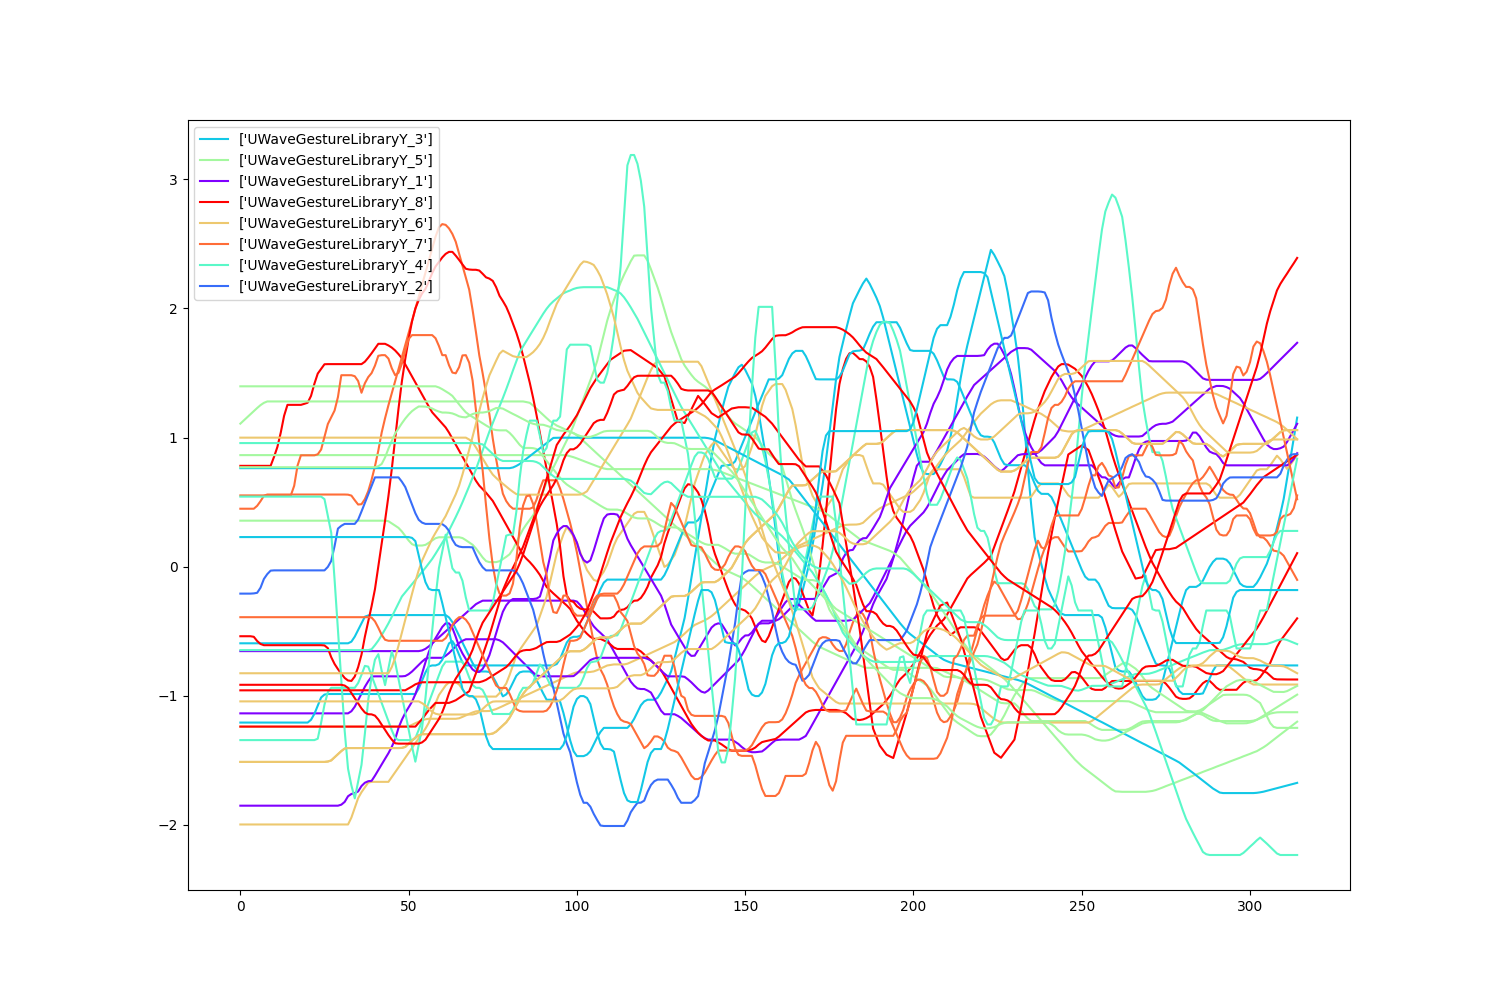 ['UWaveGestureLibraryY_3']
['UWaveGestureLibraryY_5']
['UWaveGestureLibraryY_1']
['UWaveGestureLibraryY_8']
['UWaveGestureLibraryY_6']
['UWaveGestureLibraryY_7']
['UWaveGestureLibraryY_4']
['UWaveGestureLibraryY_2']
3
2
1
0
−1
−2
0 50 100 150 200 250 300